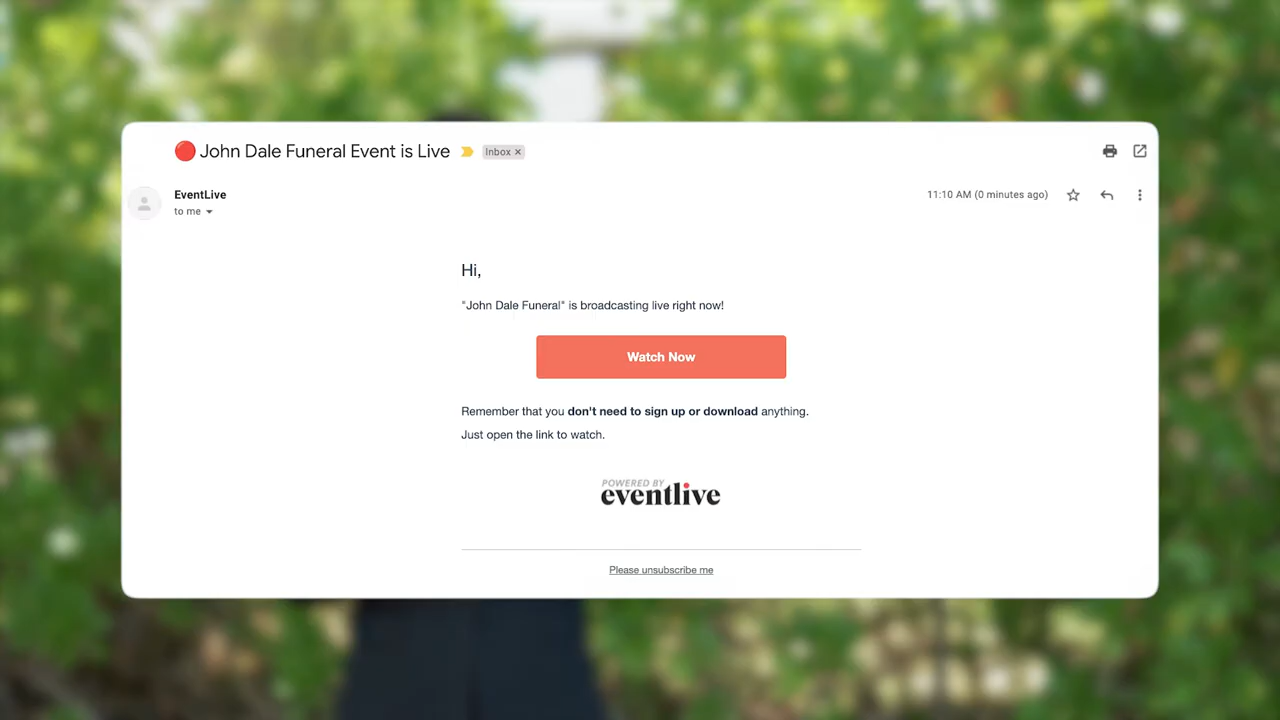 🔴 John Dale Funeral Event is Live Inbox ×
EventLive 11:10 AM (0 minutes ago)
to me
Hi,
"John Dale Funeral" is broadcasting live right now!
Watch Now
Remember that you don't need to sign up or download anything.
Just open the link to watch.
POWERED BY
eventlive
Please unsubscribe me